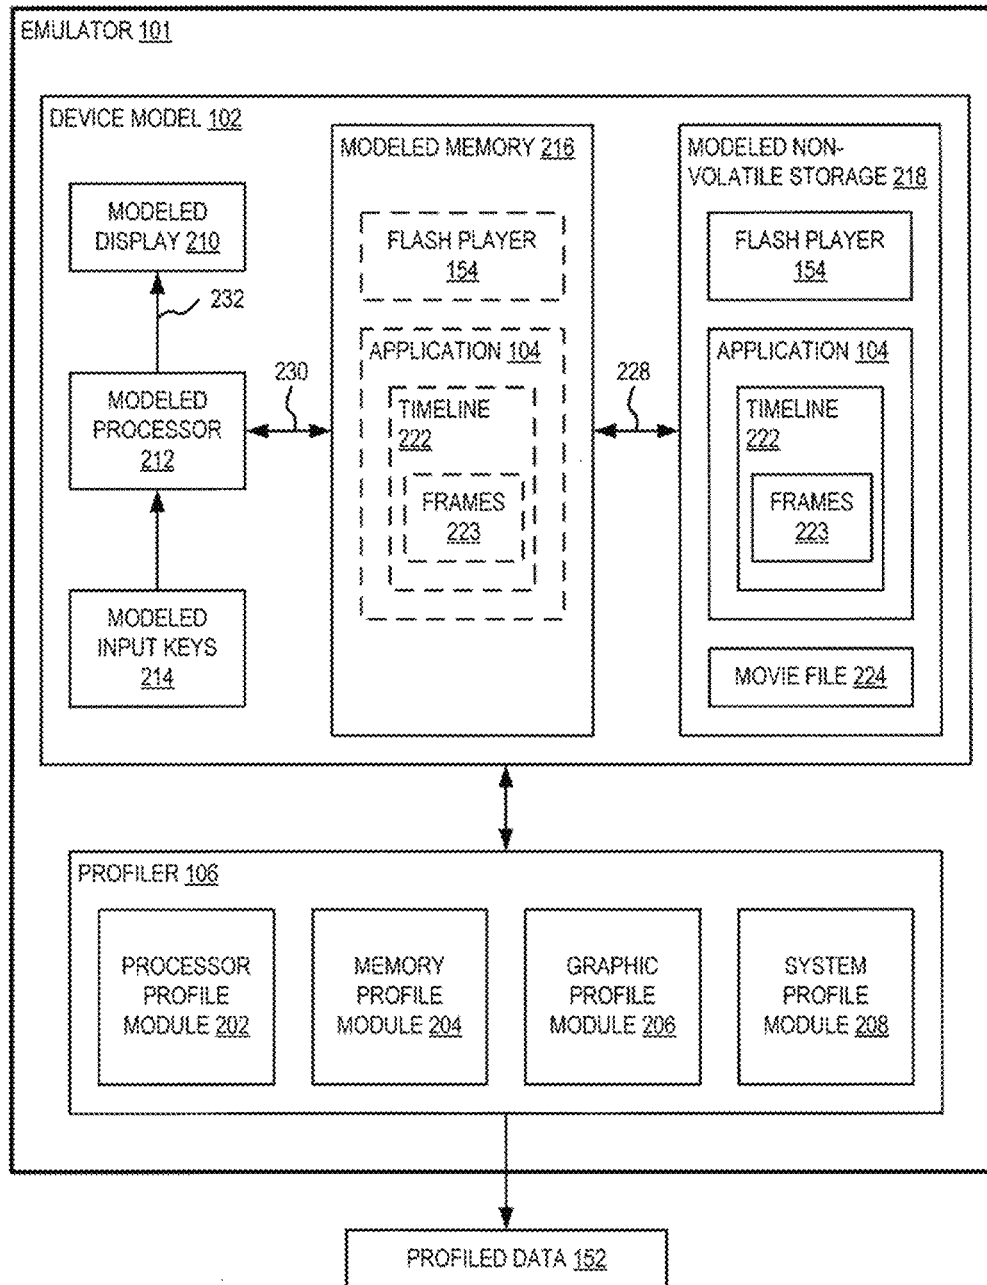 EMULATOR 101
DEVICE MODEL 102
MODELED
DISPLAY 210
232
MODELED
PROCESSOR
212
MODELED
INPUT KEYS
214
230
MODELED MEMORY 216
FLASH PLAYER
154
APPLICATION 104
TIMELINE
222
FRAMES
223
228
MODELED NON-
VOLATILE STORAGE 218
FLASH PLAYER
154
APPLICATION 104
TIMELINE
222
FRAMES
223
MOVIE FILE 224
PROFILER 106
PROCESSOR
PROFILE
MODULE 202
MEMORY
PROFILE
MODULE 204
GRAPHIC
PROFILE
MODULE 206
SYSTEM
PROFILE
MODULE 208
PROFILED DATA 152